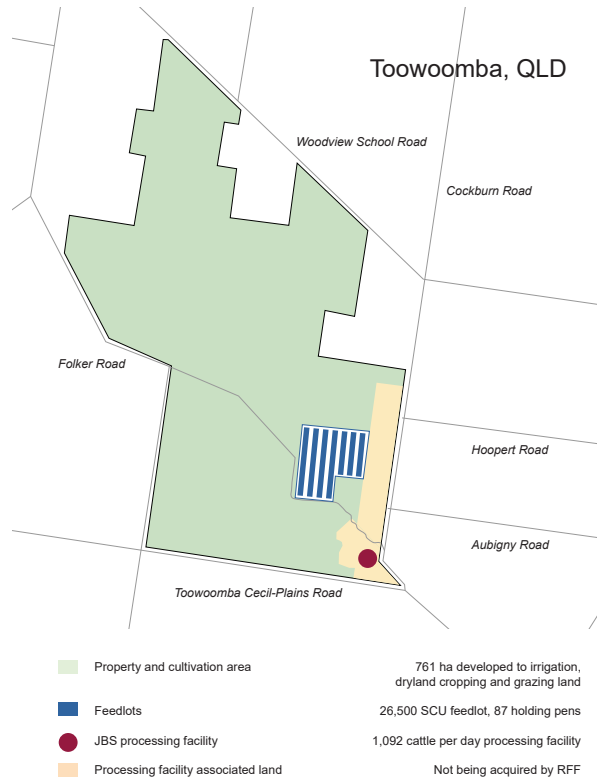 Toowoomba, QLD
Woodview School Road
Cockburn Road
Folker Road
Hoopert Road
Aubigny Road
Toowoomba Cecil-Plains Road
Property and cultivation area
761 ha developed to irrigation,
dryland cropping and grazing land
Feedlots
26,500 SCU feedlot, 87 holding pens
JBS processing facility
1,092 cattle per day processing facility
Processing facility associated land
Not being acquired by RFF